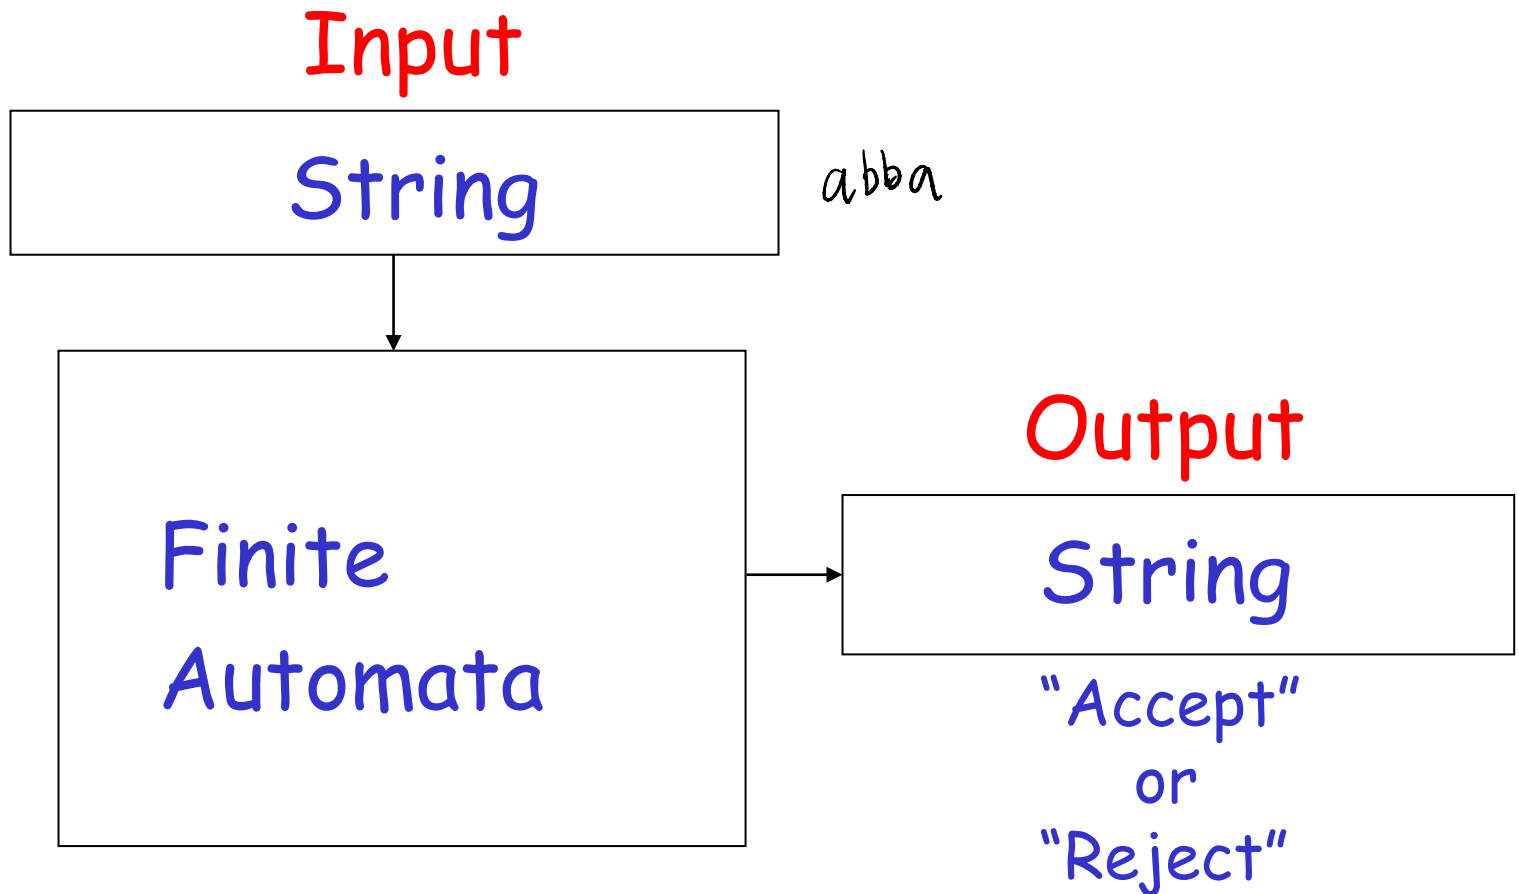 Input
String
abba
Finite
Automata
Output
String
“Accept”
or
“Reject”